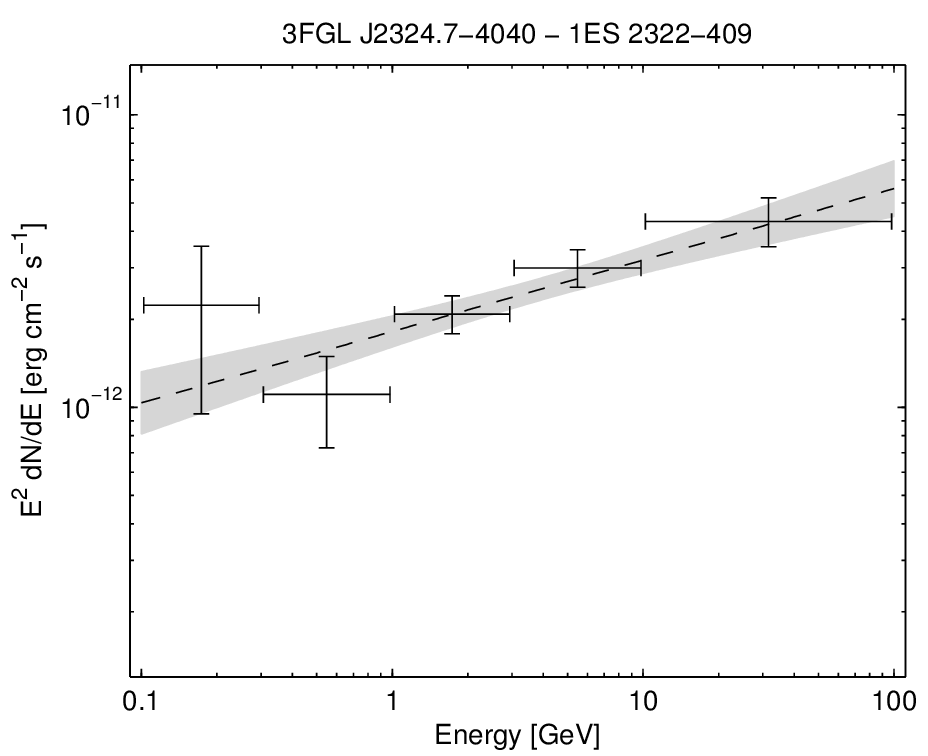 3FGL J2324.7−4040 − 1ES 2322−409
10⁻¹¹
10⁻¹²
E² dN/dE [erg cm⁻² s⁻¹]
0.1 1 10 100
Energy [GeV]